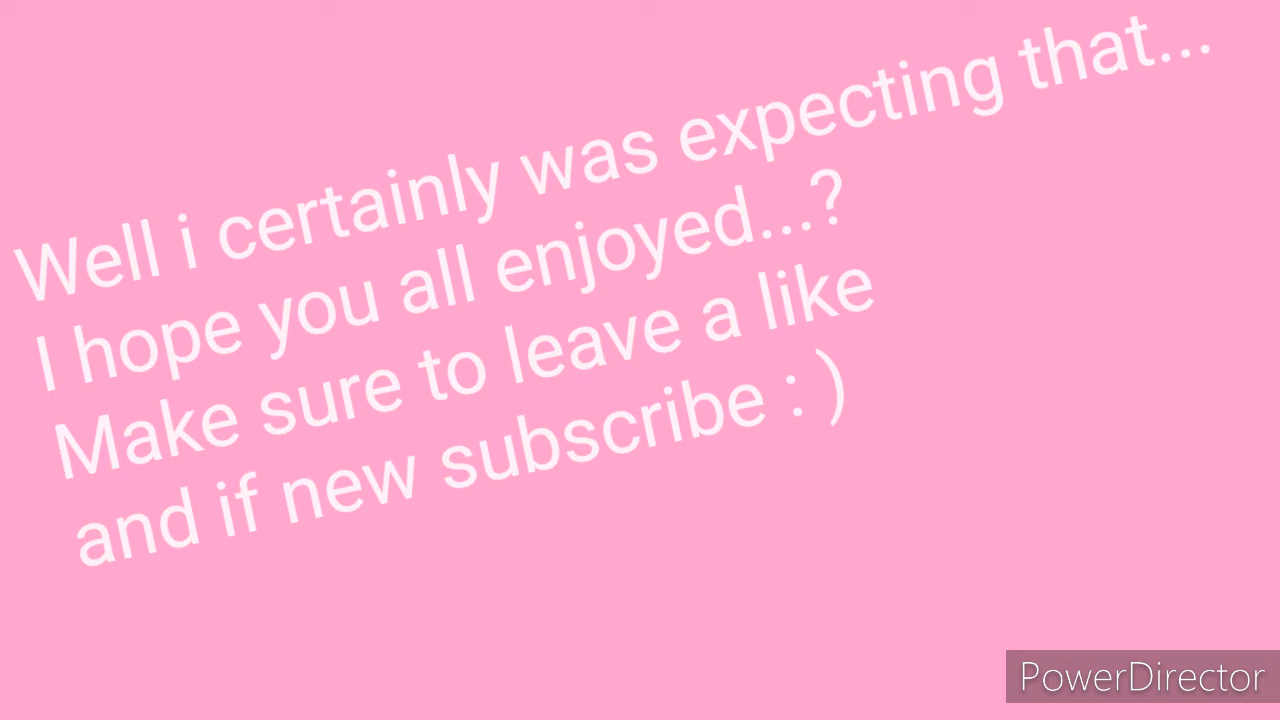 Well i certainly was expecting that...
I hope you all enjoyed...?
Make sure to leave a like
and if new subscribe : )
PowerDirector